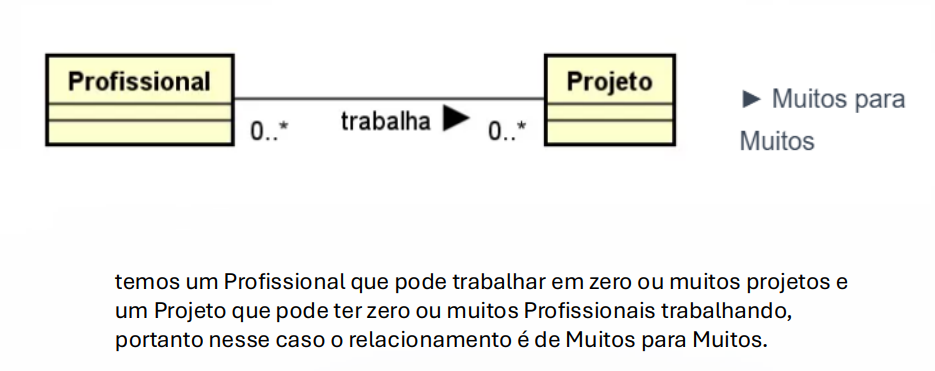 Profissional
Projeto
► Muitos para
Muitos
0..*
trabalha ►
0..*
temos um Profissional que pode trabalhar em zero ou muitos projetos e
um Projeto que pode ter zero ou muitos Profissionais trabalhando,
portanto nesse caso o relacionamento é de Muitos para Muitos.